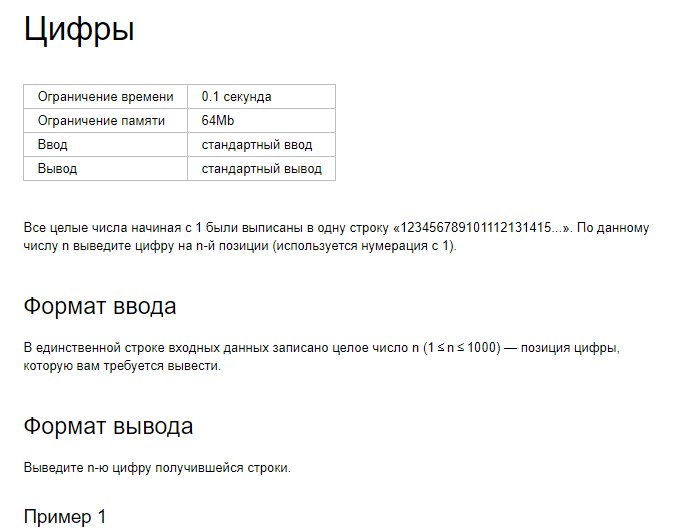 Цифры
Ограничение времени 0.1 секунда
Ограничение памяти 64Mb
Ввод стандартный ввод
Вывод стандартный вывод
Все целые числа начиная с 1 были выписаны в одну строку «123456789101112131415...». По данному
числу n выведите цифру на n-й позиции (используется нумерация с 1).
Формат ввода
В единственной строке входных данных записано целое число n (1 ≤ n ≤ 1000) — позиция цифры,
которую вам требуется вывести.
Формат вывода
Выведите n-ю цифру получившейся строки.
Пример 1